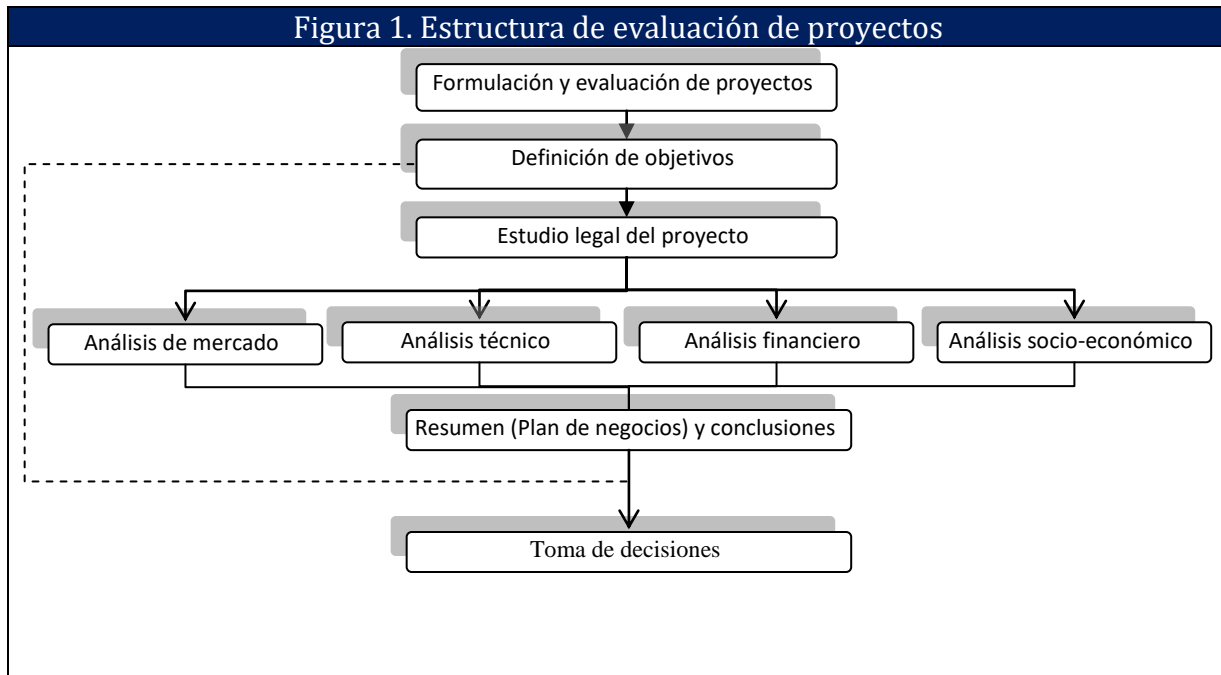 Figura 1. Estructura de evaluación de proyectos
Formulación y evaluación de proyectos
Definición de objetivos
Estudio legal del proyecto
Análisis de mercado
Análisis técnico
Análisis financiero
Análisis socio-económico
Resumen (Plan de negocios) y conclusiones
Toma de decisiones